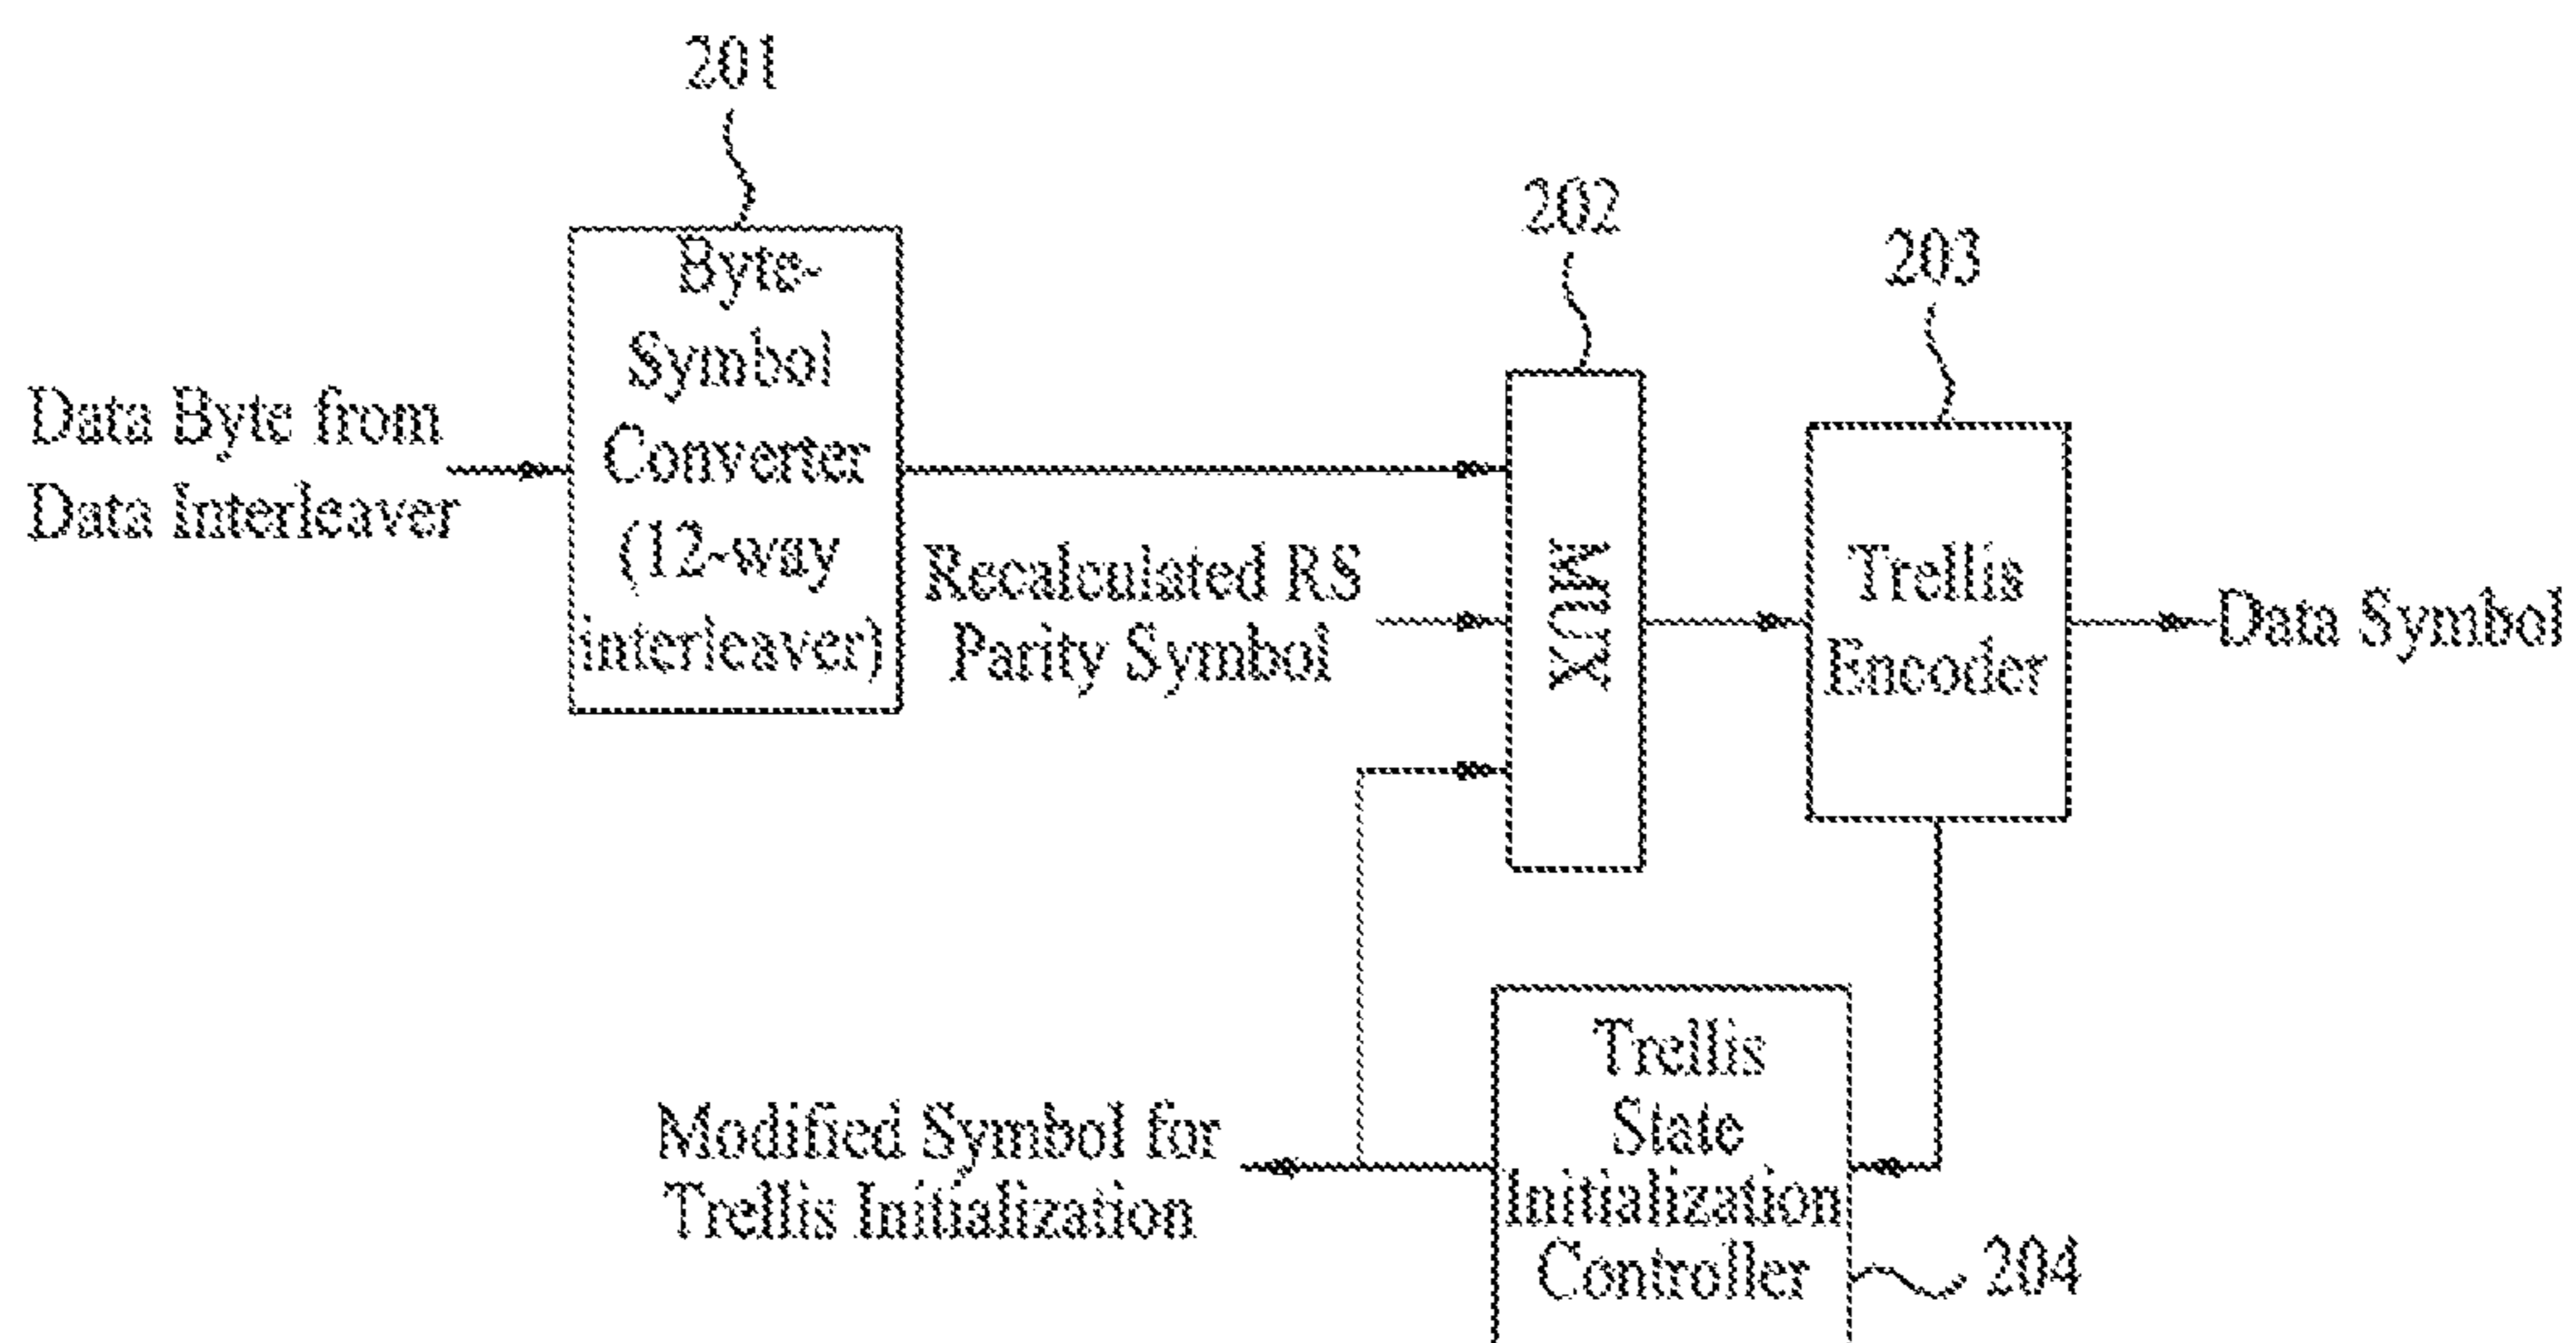 201
Byte-
Symbol
Converter
(12-way
interleaver)
Data Byte from
Data Interleaver
Recalculated RS
Parity Symbol
202
MUX
203
Trellis
Encoder
Data Symbol
Trellis
State
Initialization
Controller
204
Modified Symbol for
Trellis Initialization